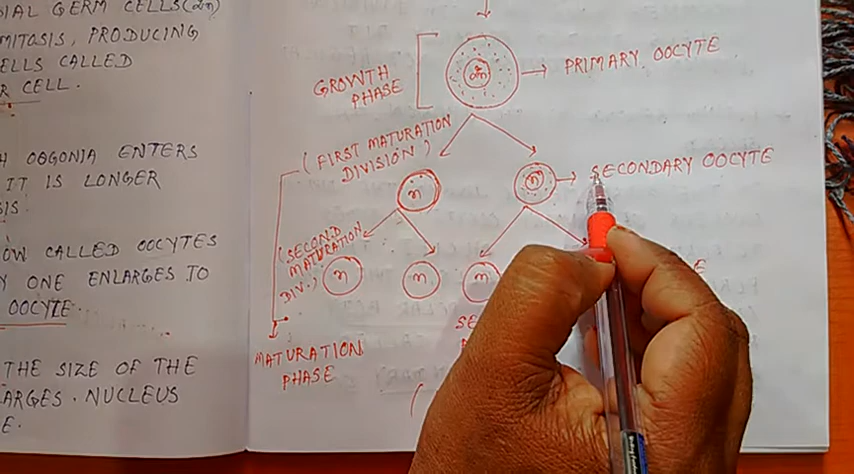 IAL GERM CELLS(2n)
MITOSIS, PRODUCING
ELLS CALLED
R CELL.
H OOGONIA ENTERS
IT IS LONGER
SIS.
OW CALLED OOCYTES
Y ONE ENLARGES TO
OOCYTE.
THE SIZE OF THE
ARGES. NUCLEUS
E.
GROWTH
PHASE
2n
PRIMARY OOCYTE
(FIRST MATURATION
DIVISION)
n
n
SECONDARY OOCYTE
(SECOND
MATURATION
DIV.)
n
n
n
E
SE
MATURATION
PHASE
(